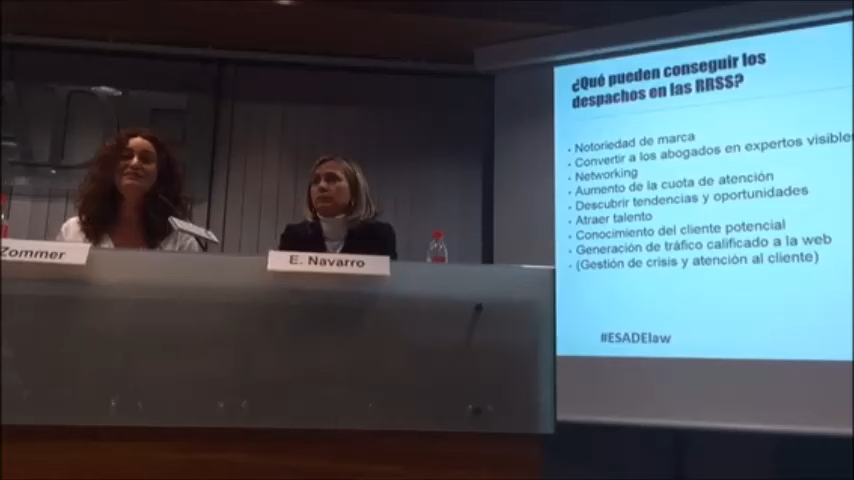 ¿Qué pueden conseguir los
despachos en las RRSS?
· Notoriedad de marca
· Convertir a los abogados en expertos visibles
· Networking
· Aumento de la cuota de atención
· Descubrir tendencias y oportunidades
· Atraer talento
· Conocimiento del cliente potencial
· Generación de tráfico calificado a la web
· (Gestión de crisis y atención al cliente)
#ESADElaw
Zommer
E. Navarro